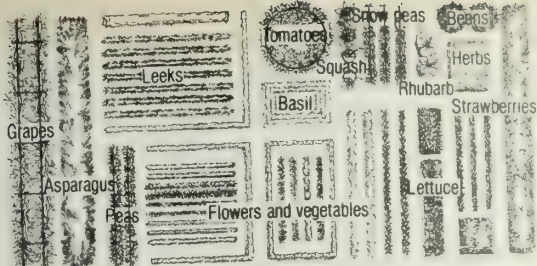 Snow peas
Beans
Tomatoes
Squash
Herbs
Leeks
Rhubarb
Basil
Strawberries
Grapes
Asparagus
Lettuce
Peas
Flowers and vegetables